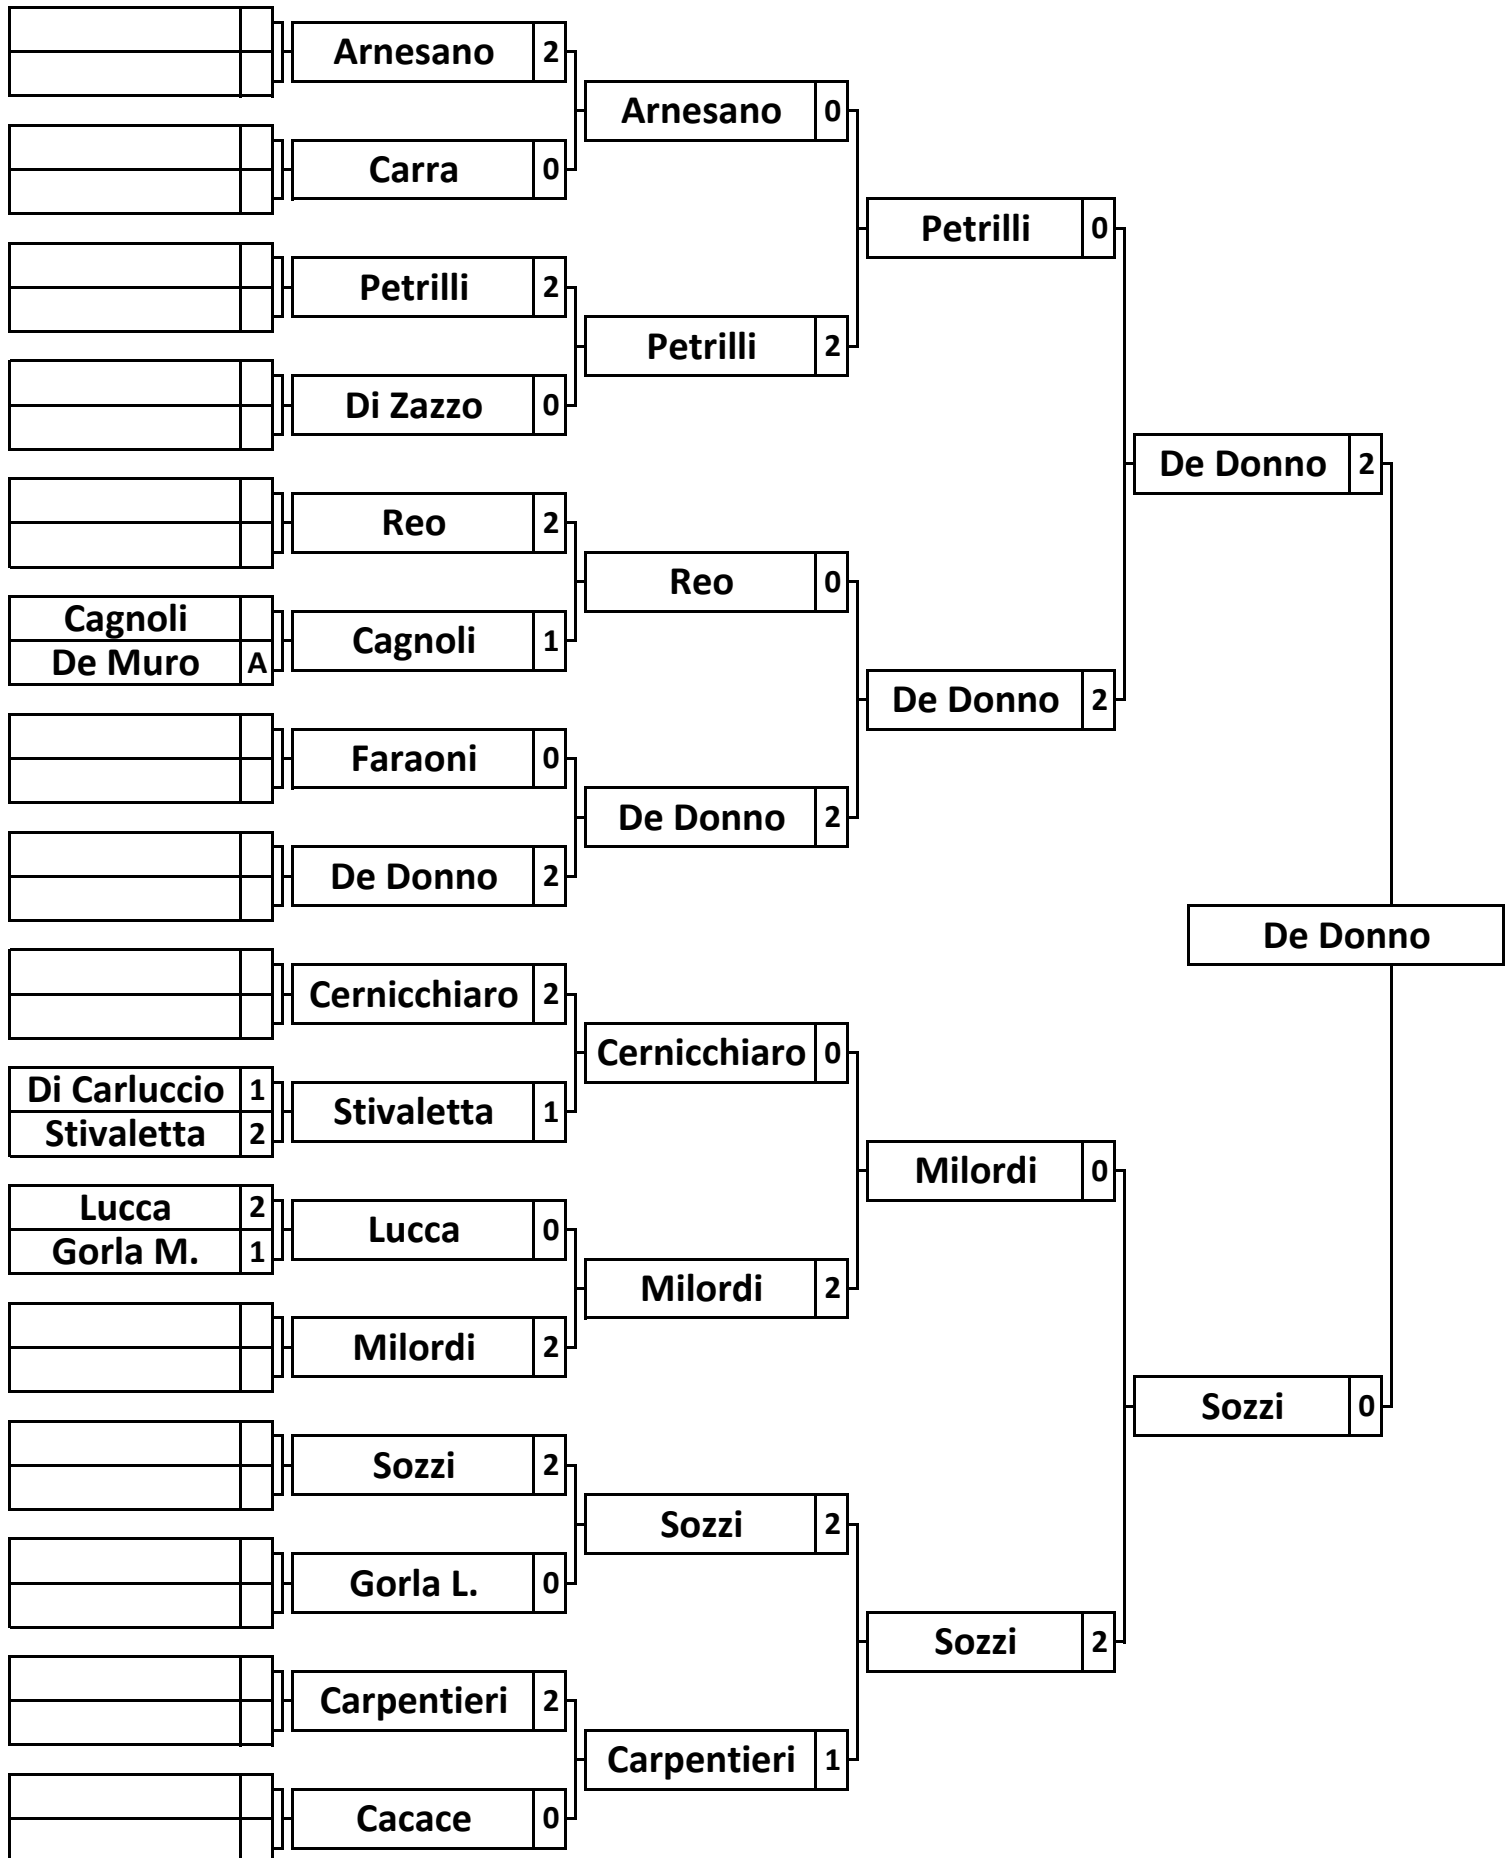 Arnesano 2
Arnesano 0
Carra 0
Petrilli 0
Petrilli 2
Petrilli 2
Di Zazzo 0
De Donno 2
Reo 2
Reo 0
Cagnoli
Cagnoli 1
De Muro A
De Donno 2
Faraoni 0
De Donno 2
De Donno 2
De Donno
Cernicchiaro 2
Cernicchiaro 0
Di Carluccio 1
Stivaletta 1
Stivaletta 2
Milordi 0
Lucca 2
Lucca 0
Gorla M. 1
Milordi 2
Milordi 2
Sozzi 0
Sozzi 2
Sozzi 2
Gorla L. 0
Sozzi 2
Carpentieri 2
Carpentieri 1
Cacace 0